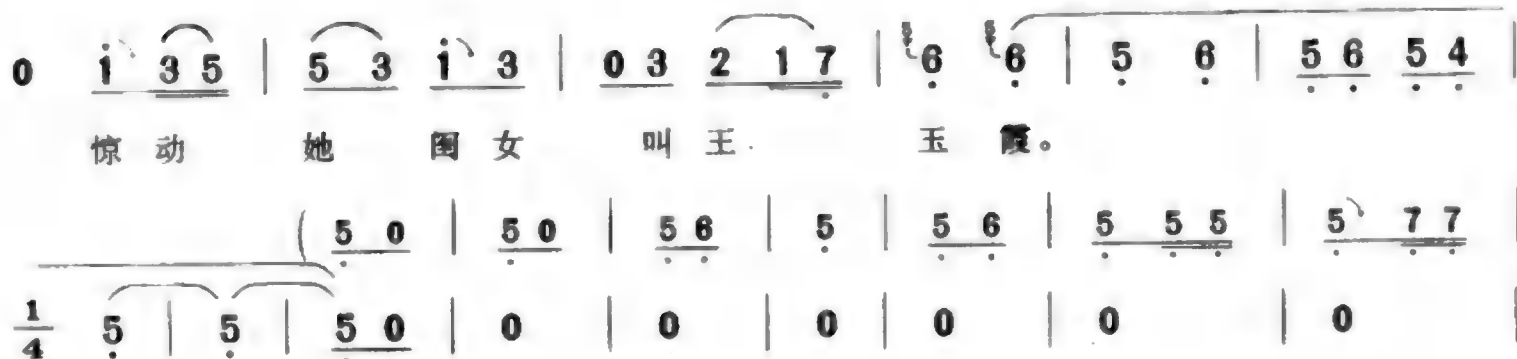 0 i 3 5 | 5 3 i 3 | 0 3 2 1 7 | 6 6 | 5 6 | 5 6 5 4 |
惊 动 她 闺 女 叫 王 玉 霞。
( 5 0 | 5 0 | 5 6 | 5 | 5 6 | 5 5 5 | 5 7 7 |
1/4 5 | 5 | 5 0 | 0 | 0 | 0 | 0 | 0 | 0